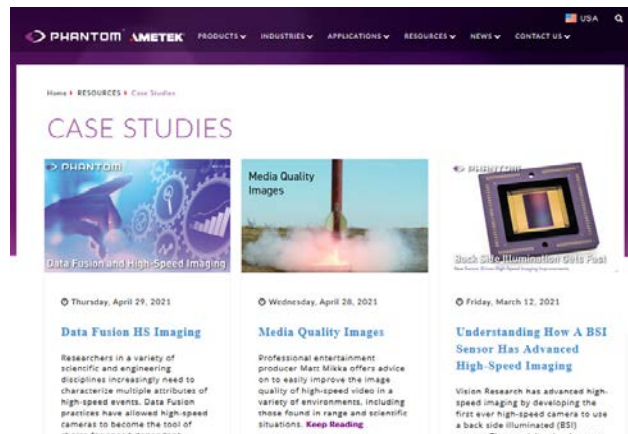 USA
PHANTOM AMETEK PRODUCTS INDUSTRIES APPLICATIONS RESOURCES NEWS CONTACT US
Home RESOURCES Case Studies
CASE STUDIES
PHANTOM
Data Fusion and High-Speed Imaging
Media Quality
Images
PHANTOM
Back Side Illumination Gets Fast
New Sensor Drives High-Speed Imaging Improvements
Thursday, April 29, 2021
Data Fusion HS Imaging
Researchers in a variety of
scientific and engineering
disciplines increasingly need to
characterize multiple attributes of
high-speed events. Data Fusion
practices have allowed high-speed
cameras to become the tool of
Wednesday, April 28, 2021
Media Quality Images
Professional entertainment
producer Matt Mikka offers advice
on to easily improve the image
quality of high-speed video in a
variety of environments, including
those found in range and scientific
situations. Keep Reading
Friday, March 12, 2021
Understanding How A BSI
Sensor Has Advanced
High-Speed Imaging
Vision Research has advanced high-
speed imaging by developing the
first ever high-speed camera to use
a back side illuminated (BSI)